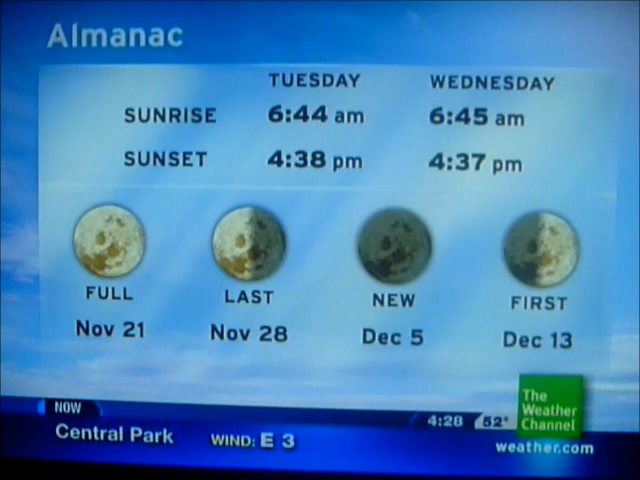 Almanac
TUESDAY WEDNESDAY
SUNRISE 6:44 am 6:45 am
SUNSET 4:38 pm 4:37 pm
FULL LAST NEW FIRST
Nov 21 Nov 28 Dec 5 Dec 13
The
Weather
Channel
NOW
4:28 52°
Central Park WIND: E 3
weather.com